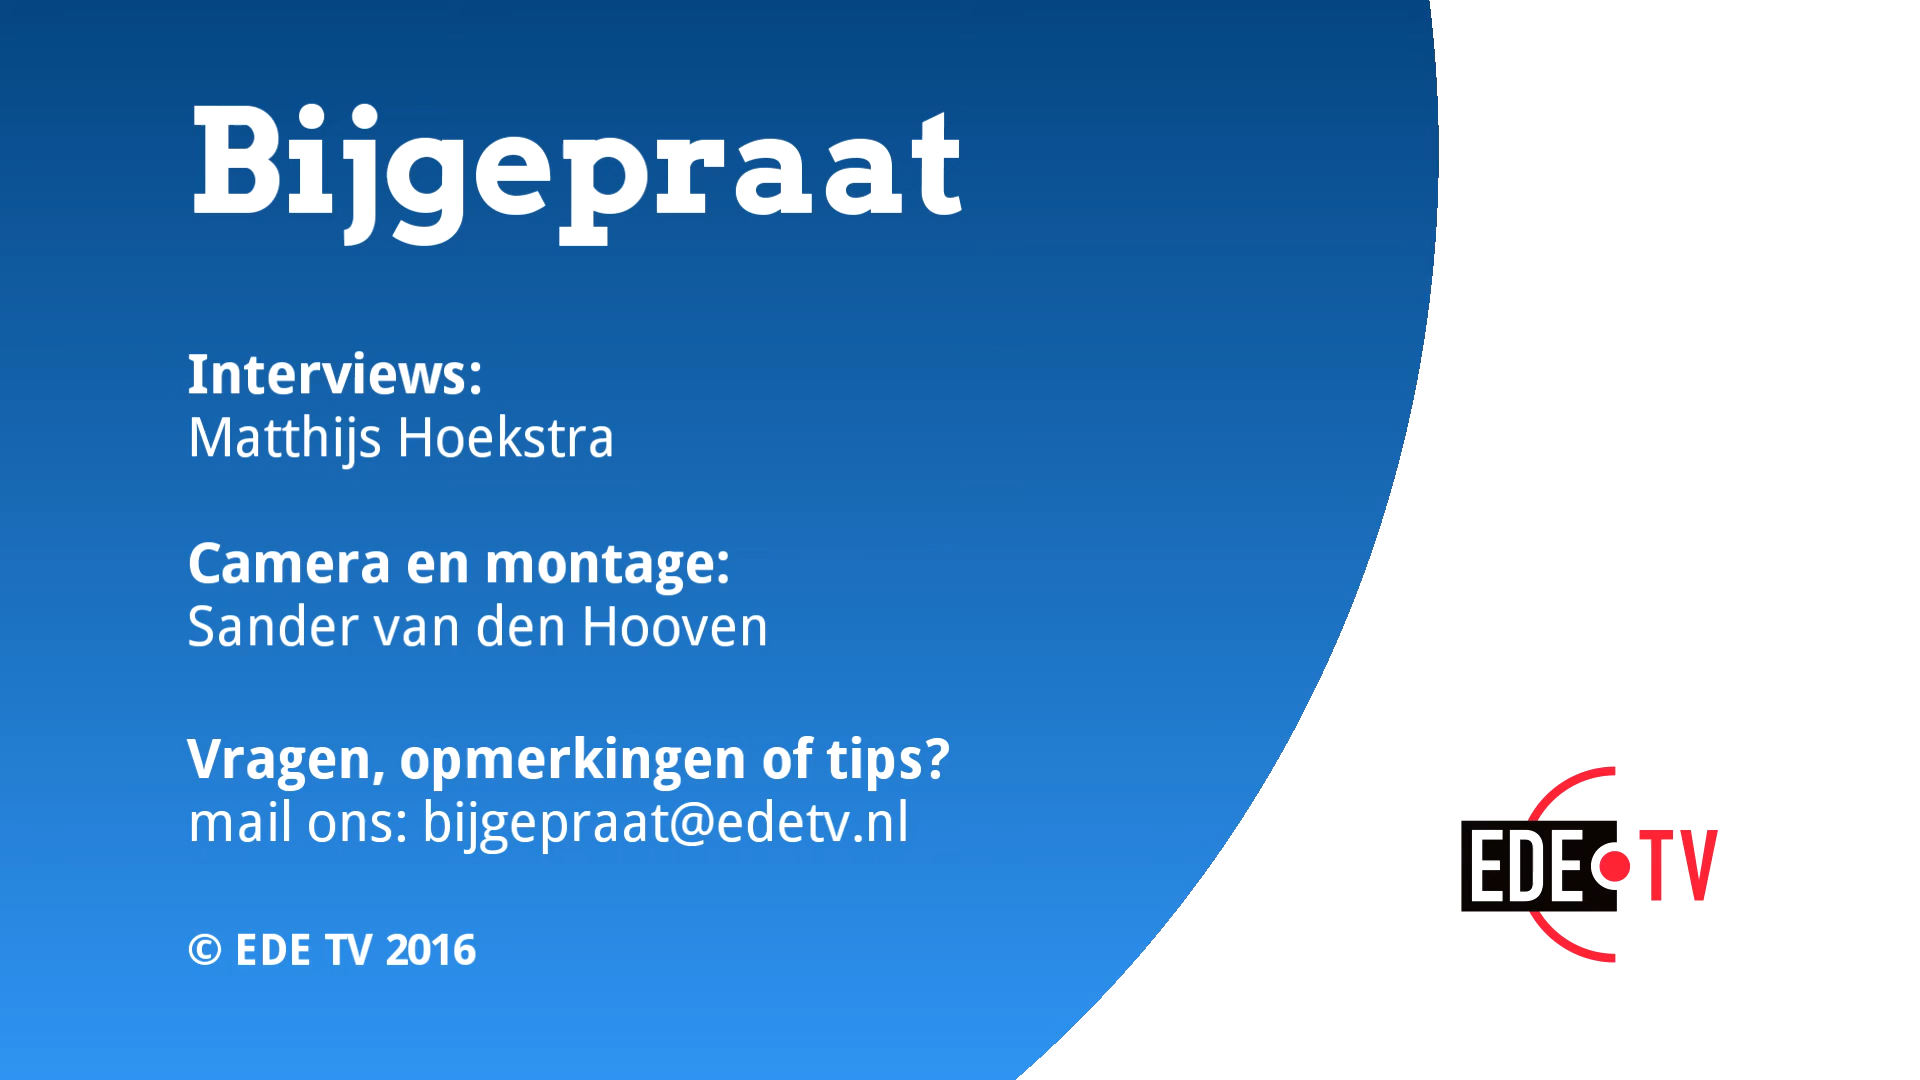 Bijgepraat
Interviews:
Matthijs Hoekstra
Camera en montage:
Sander van den Hooven
Vragen, opmerkingen of tips?
mail ons: bijgepraat@edetv.nl
© EDE TV 2016
EDE TV